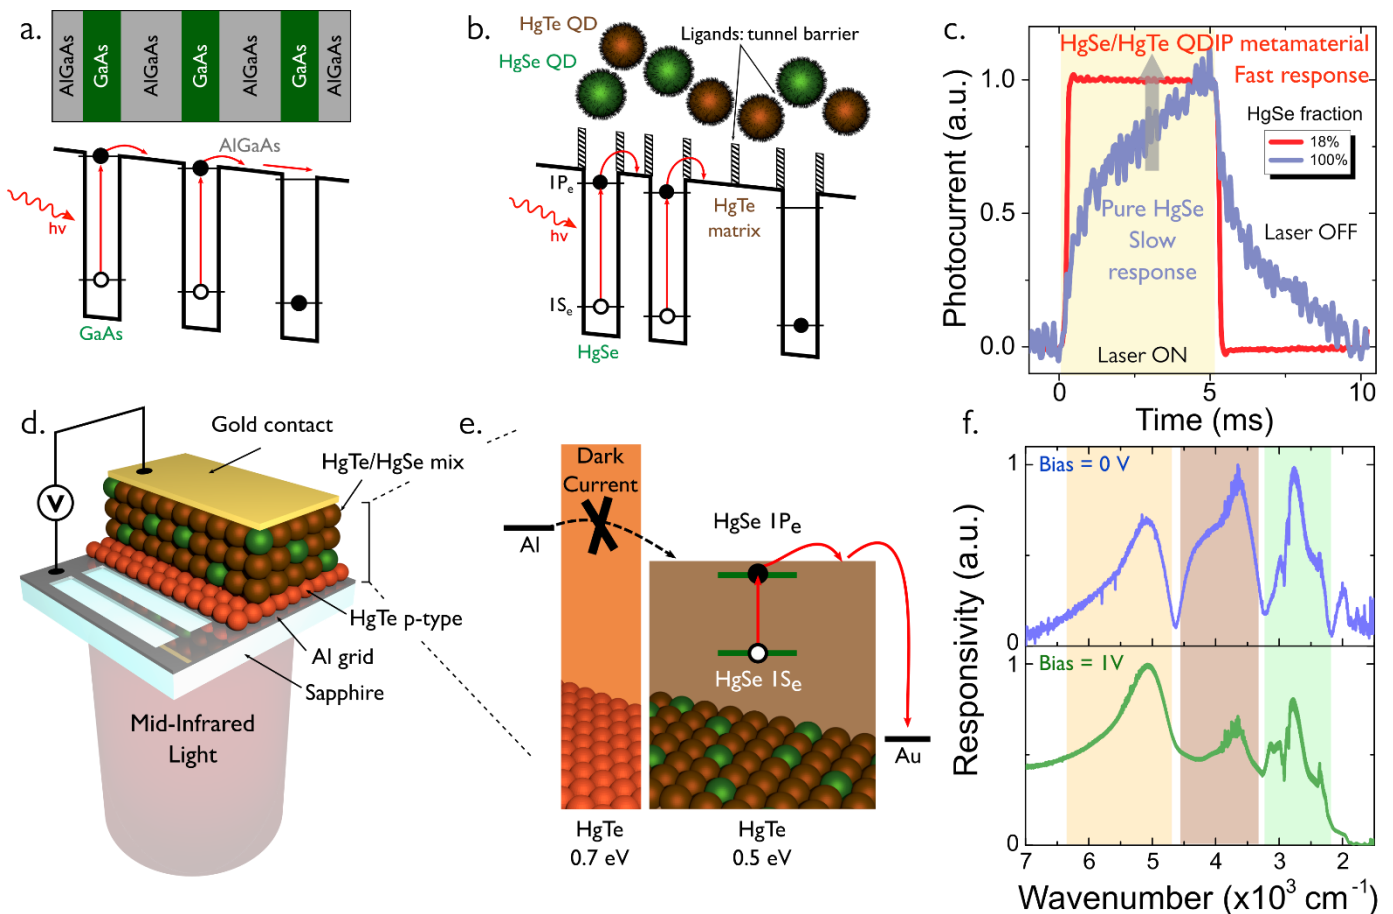 a.
AlGaAs
GaAs
AlGaAs
GaAs
AlGaAs
GaAs
AlGaAs
AlGaAs
hν
GaAs
b.
HgTe QD
HgSe QD
Ligands: tunnel barrier
1Pe
hν
HgTe
matrix
1Se
HgSe
c.
HgSe/HgTe QDIP metamaterial
Fast response
HgSe fraction
18%
100%
Pure HgSe
Slow
response
Laser OFF
Laser ON
Photocurrent (a.u.)
1.0
0.5
0.0
0
5
10
Time (ms)
d.
Gold contact
HgTe/HgSe mix
V
HgTe p-type
Al grid
Sapphire
Mid-Infrared
Light
e.
Dark
Current
Al
HgSe 1Pe
HgSe 1Se
Au
HgTe
0.7 eV
HgTe
0.5 eV
f.
Bias = 0 V
Bias = 1V
Responsivity (a.u.)
1
0
1
0
7
6
5
4
3
2
Wavenumber (x10³ cm⁻¹)